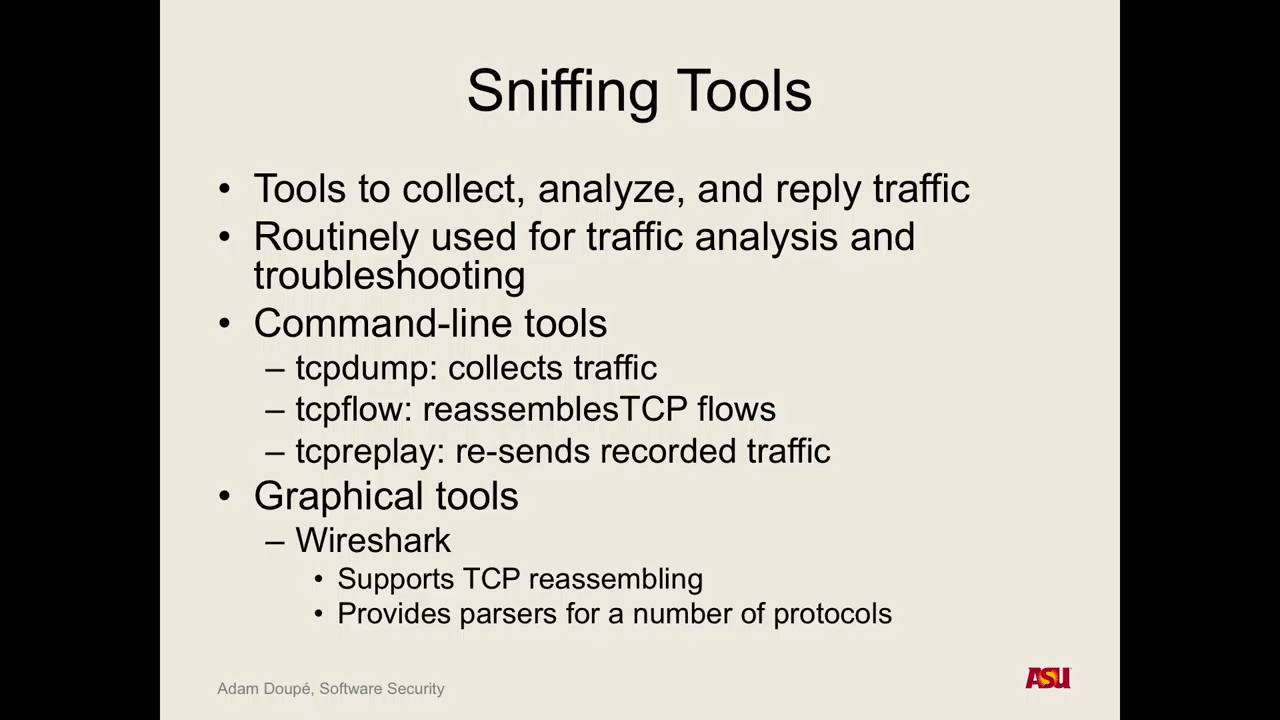 Sniffing Tools
• Tools to collect, analyze, and reply traffic
• Routinely used for traffic analysis and
troubleshooting
• Command-line tools
– tcpdump: collects traffic
– tcpflow: reassemblesTCP flows
– tcpreplay: re-sends recorded traffic
• Graphical tools
– Wireshark
• Supports TCP reassembling
• Provides parsers for a number of protocols
Adam Doupé, Software Security
ASU